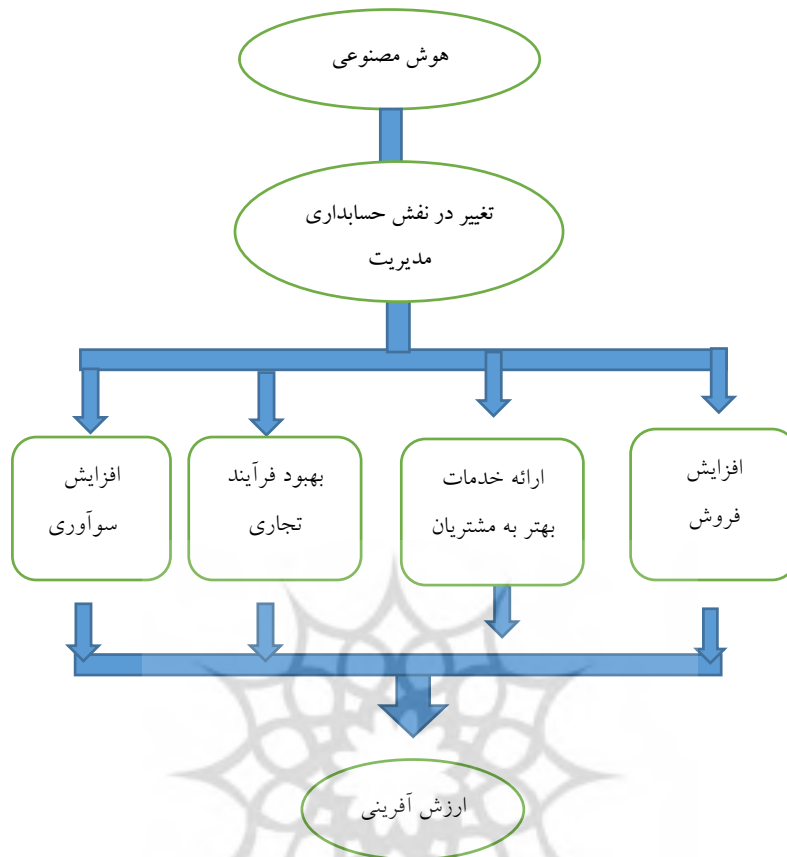 هوش مصنوعی
تغییر در نقش حسابداری
مدیریت
افزایش
فروش
ارائه خدمات
بهتر به مشتریان
بهبود فرآیند
تجاری
افزایش
سوآوری
ارزش آفرینی